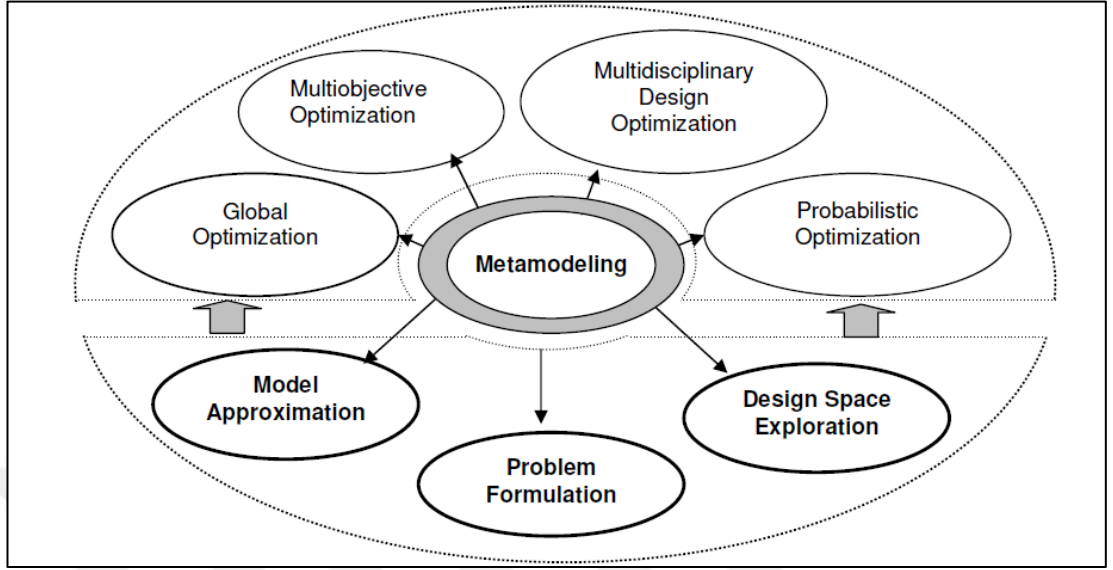 Multiobjective
Optimization
Multidisciplinary
Design
Optimization
Global
Optimization
Probabilistic
Optimization
Metamodeling
Model
Approximation
Design Space
Exploration
Problem
Formulation